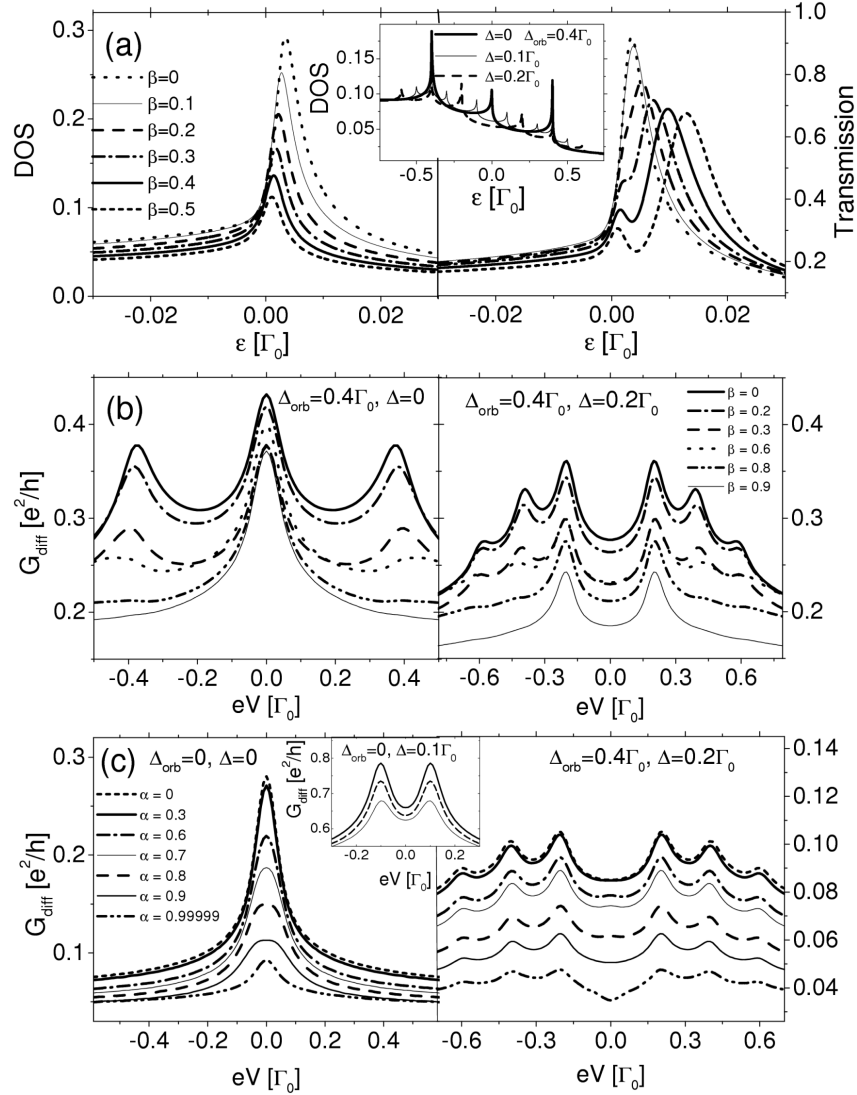 (a)
0.3
0.2
0.1
0.0
DOS
β=0
β=0.1
β=0.2
β=0.3
β=0.4
β=0.5
-0.02
0.00
0.02
ε [Γ₀]
DOS
0.15
0.10
0.05
Δ=0 Δorb=0.4Γ₀
Δ=0.1Γ₀
Δ=0.2Γ₀
-0.5
0.0
0.5
ε [Γ₀]
1.0
0.8
0.6
0.4
0.2
Transmission
-0.02
0.00
0.02
ε [Γ₀]
(b)
Δorb=0.4Γ₀, Δ=0
0.4
0.3
0.2
Gdiff [e²/h]
-0.4
-0.2
0.0
0.2
0.4
eV [Γ₀]
Δorb=0.4Γ₀, Δ=0.2Γ₀
β = 0
β = 0.2
β = 0.3
β = 0.6
β = 0.8
β = 0.9
0.4
0.3
0.2
-0.6
-0.3
0.0
0.3
0.6
eV [Γ₀]
(c)
Δorb=0, Δ=0
0.3
0.2
0.1
Gdiff [e²/h]
α = 0
α = 0.3
α = 0.6
α = 0.7
α = 0.8
α = 0.9
α = 0.99999
-0.4
-0.2
0.0
0.2
0.4
eV [Γ₀]
Δorb=0, Δ=0.1Γ₀
Gdiff [e²/h]
0.8
0.7
0.6
-0.2
0.0
0.2
eV [Γ₀]
Δorb=0.4Γ₀, Δ=0.2Γ₀
0.14
0.12
0.10
0.08
0.06
0.04
-0.6
-0.3
0.0
0.3
0.6
eV [Γ₀]